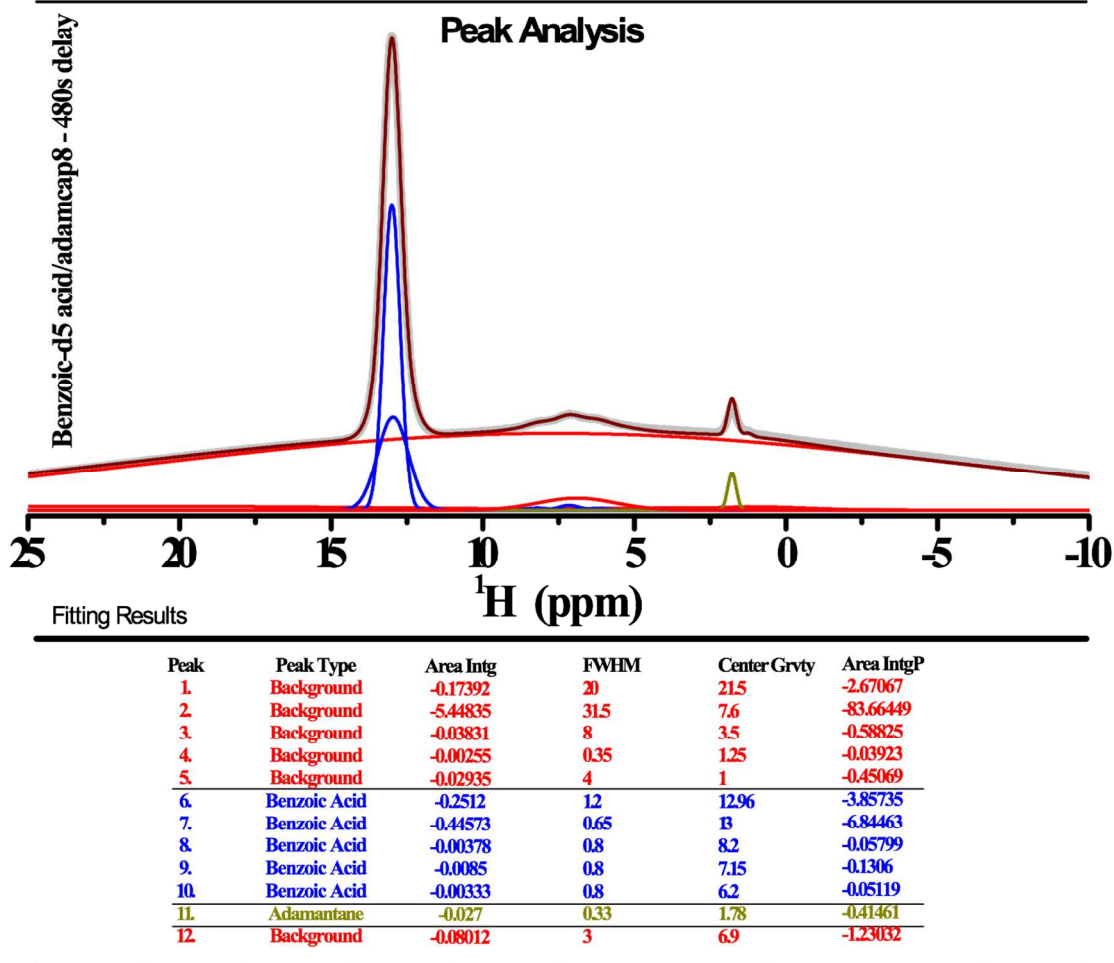 Peak Analysis
Benzoic-d5 acid/adamcap8 - 480s delay
25 20 15 10 5 0 -5 -10
1H (ppm)
Fitting Results
Peak Peak Type Area Intg FWHM Center Grvty Area IntgP
1. Background -0.17392 20 21.5 -2.67067
2. Background -5.44835 31.5 7.6 -83.66449
3. Background -0.03831 8 3.5 -0.58825
4. Background -0.00255 0.35 1.25 -0.03923
5. Background -0.02935 4 1 -0.45069
6. Benzoic Acid -0.2512 1.2 12.96 -3.85735
7. Benzoic Acid -0.44573 0.65 13 -6.84463
8. Benzoic Acid -0.00378 0.8 8.2 -0.05799
9. Benzoic Acid -0.0085 0.8 7.15 -0.1306
10. Benzoic Acid -0.00333 0.8 6.2 -0.05119
11. Adamantane -0.027 0.33 1.78 -0.41461
12. Background -0.08012 3 6.9 -1.23032